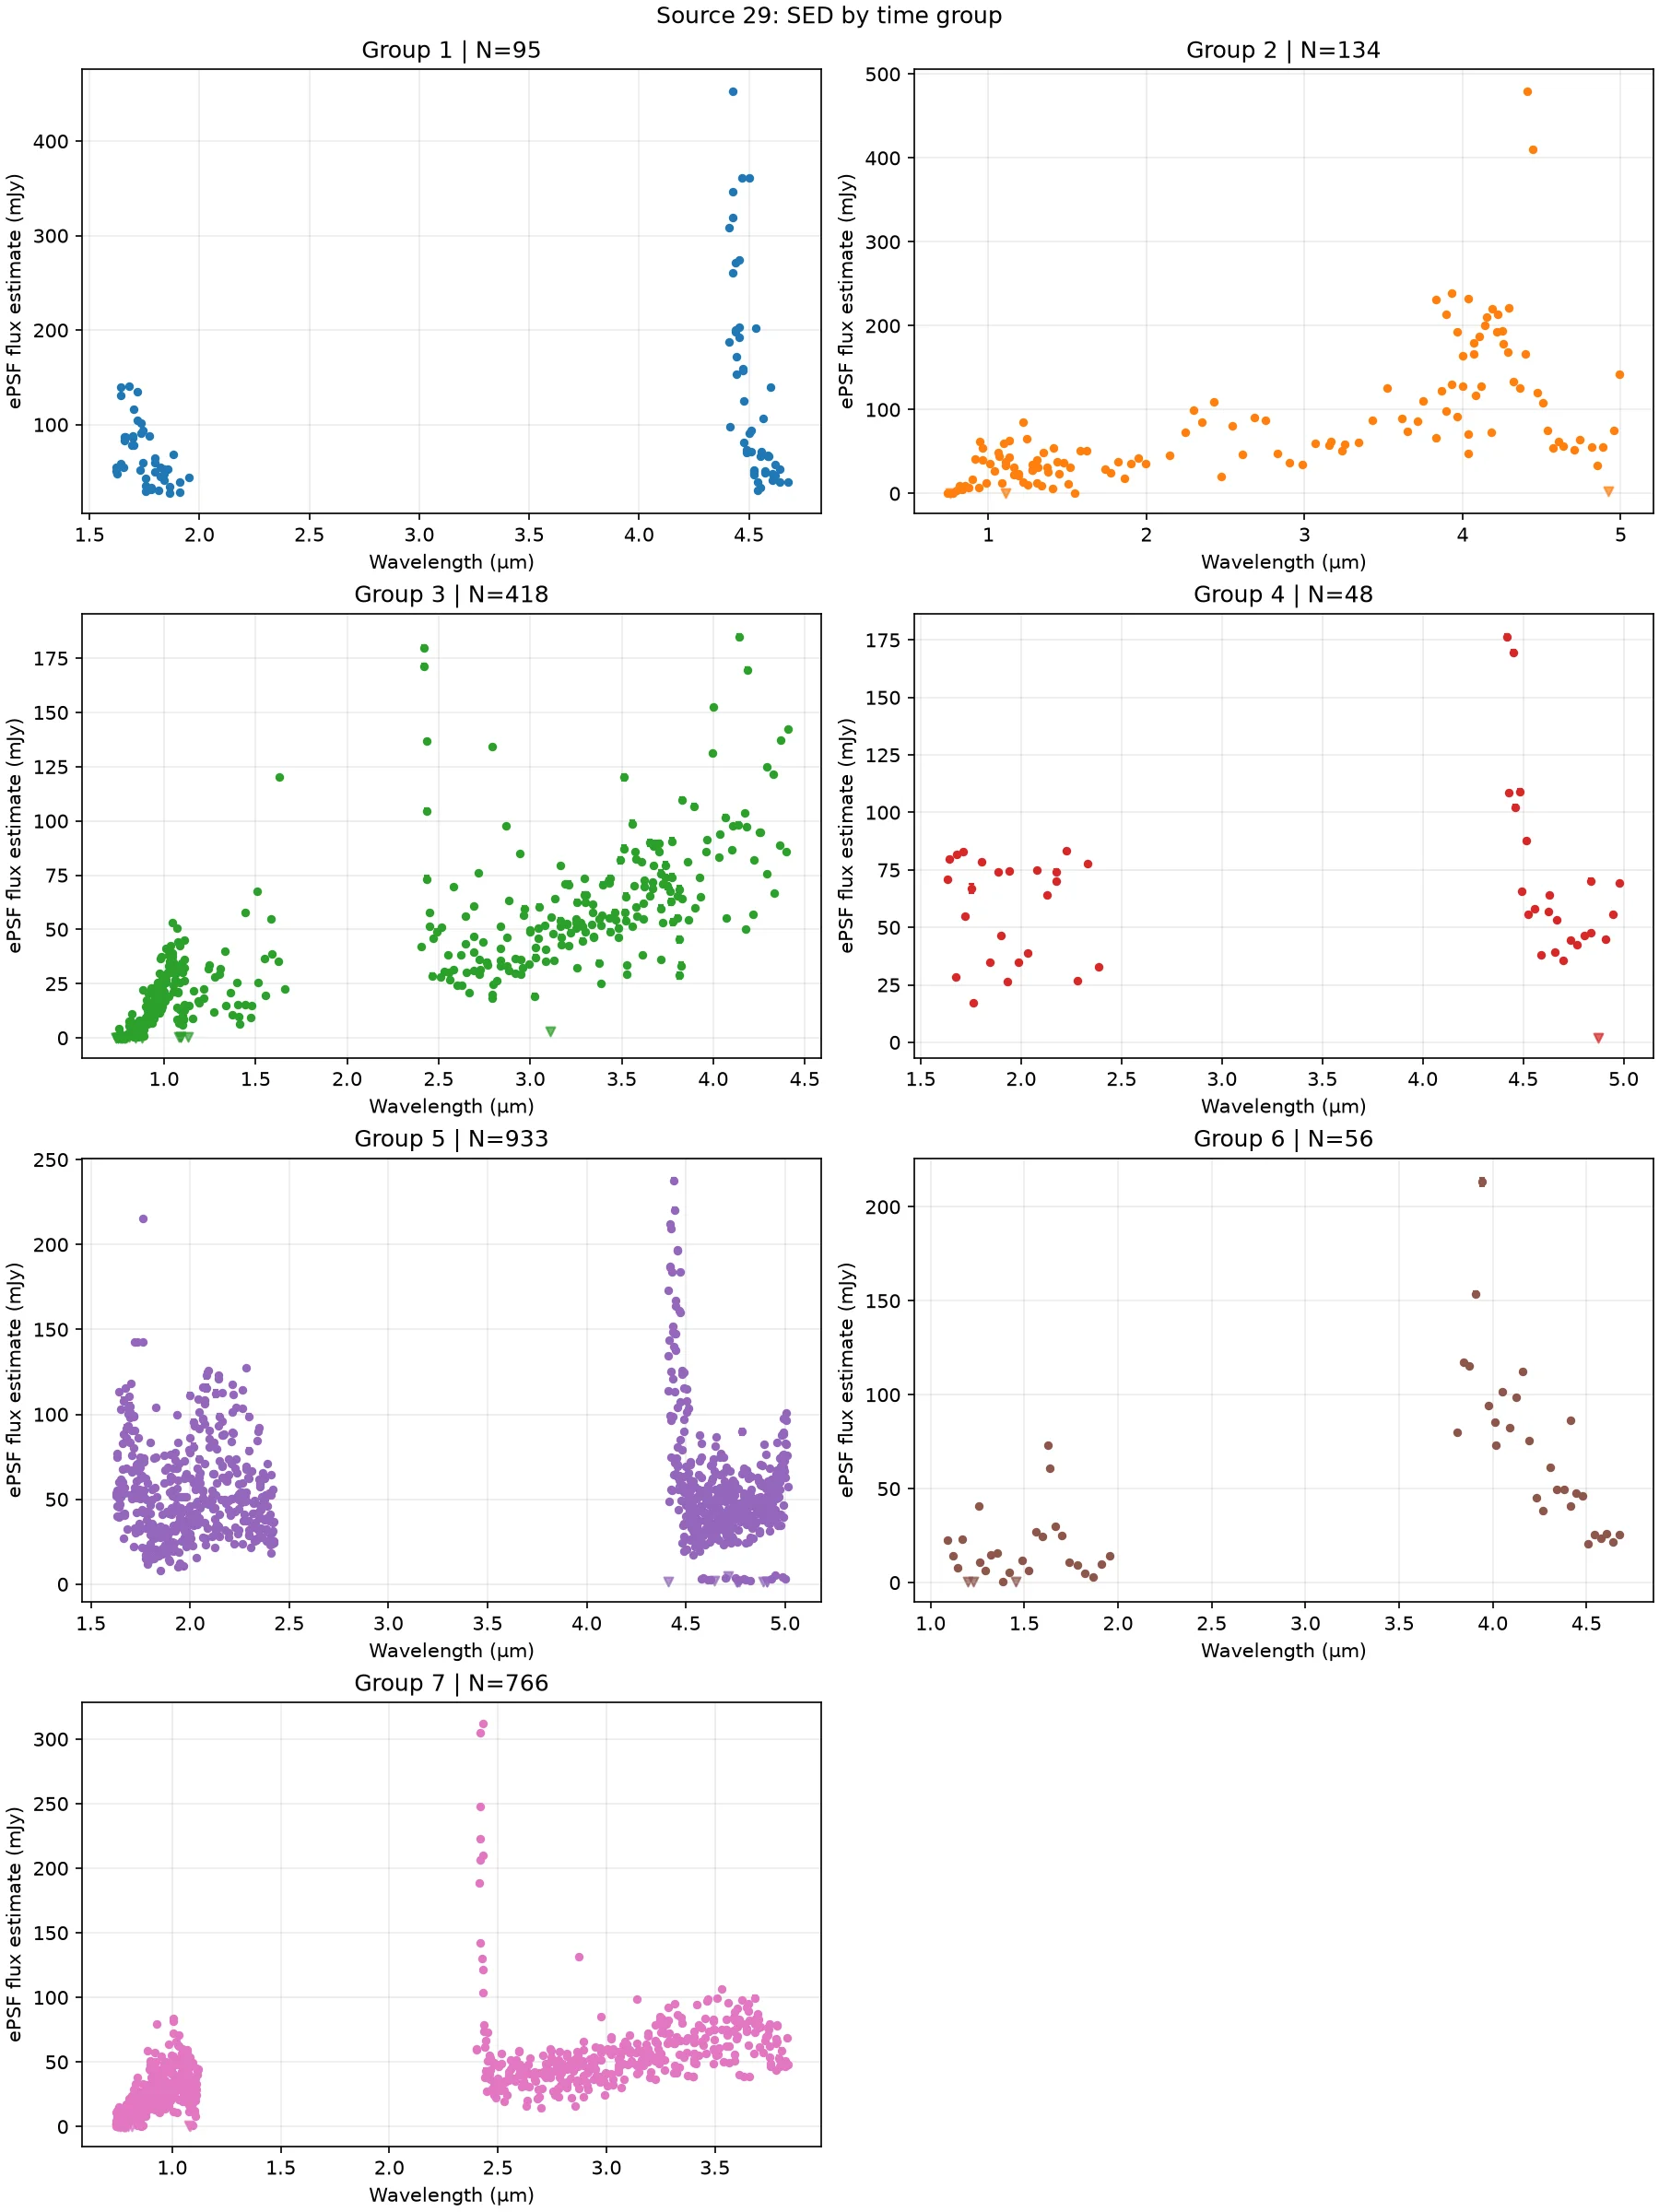 Source 29: SED by time group
Group 1 | N=95
400
300
200
100
ePSF flux estimate (mJy)
1.5 2.0 2.5 3.0 3.5 4.0 4.5
Wavelength (µm)
Group 2 | N=134
500
400
300
200
100
0
ePSF flux estimate (mJy)
1 2 3 4 5
Wavelength (µm)
Group 3 | N=418
175
150
125
100
75
50
25
0
ePSF flux estimate (mJy)
1.0 1.5 2.0 2.5 3.0 3.5 4.0 4.5
Wavelength (µm)
Group 4 | N=48
175
150
125
100
75
50
25
0
ePSF flux estimate (mJy)
1.5 2.0 2.5 3.0 3.5 4.0 4.5 5.0
Wavelength (µm)
Group 5 | N=933
250
200
150
100
50
0
ePSF flux estimate (mJy)
1.5 2.0 2.5 3.0 3.5 4.0 4.5 5.0
Wavelength (µm)
Group 6 | N=56
200
150
100
50
0
ePSF flux estimate (mJy)
1.0 1.5 2.0 2.5 3.0 3.5 4.0 4.5
Wavelength (µm)
Group 7 | N=766
300
250
200
150
100
50
0
ePSF flux estimate (mJy)
1.0 1.5 2.0 2.5 3.0 3.5
Wavelength (µm)